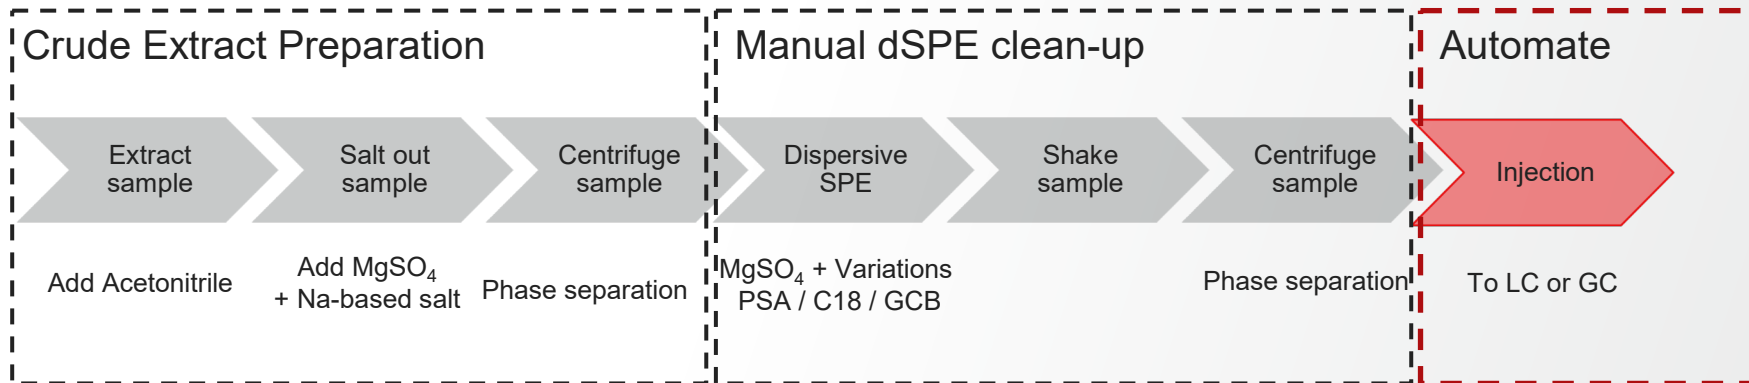 Crude Extract Preparation
Manual dSPE clean-up
Automate
Extract
sample
Salt out
sample
Centrifuge
sample
Dispersive
SPE
Shake
sample
Centrifuge
sample
Injection
Add Acetonitrile
Add MgSO₄
+ Na-based salt
Phase separation
MgSO₄ + Variations
PSA / C18 / GCB
Phase separation
To LC or GC